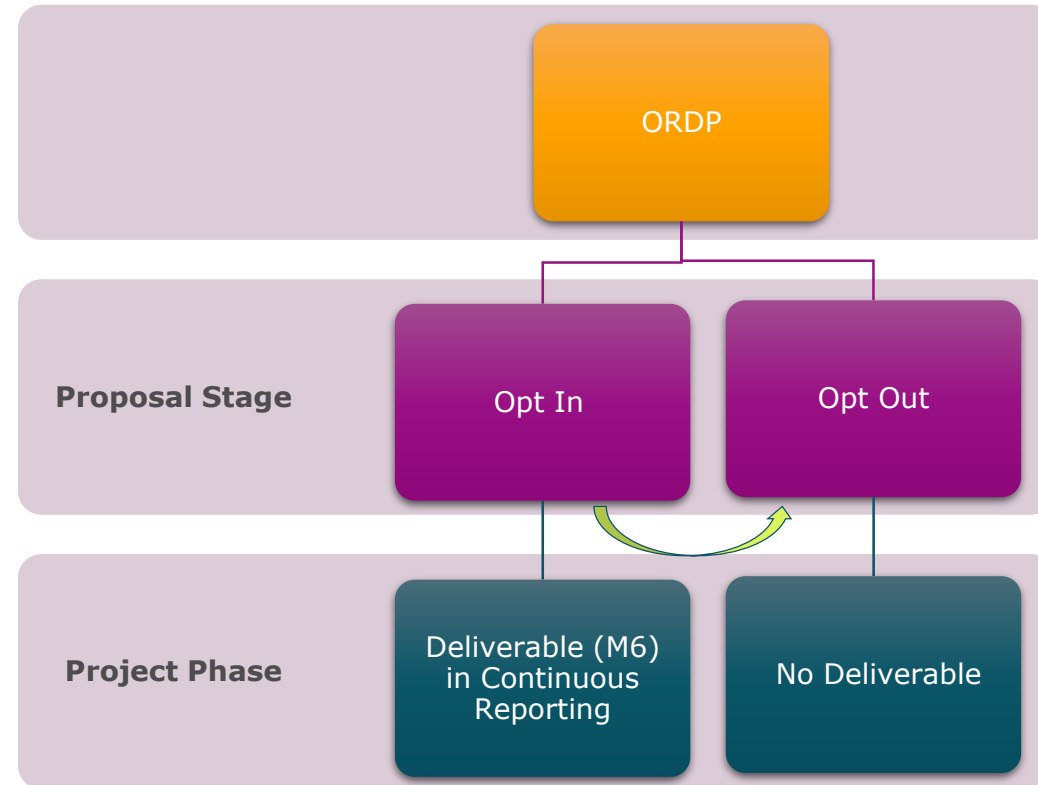 ORDP
Proposal Stage
Opt In
Opt Out
Project Phase
Deliverable (M6)
in Continuous
Reporting
No Deliverable